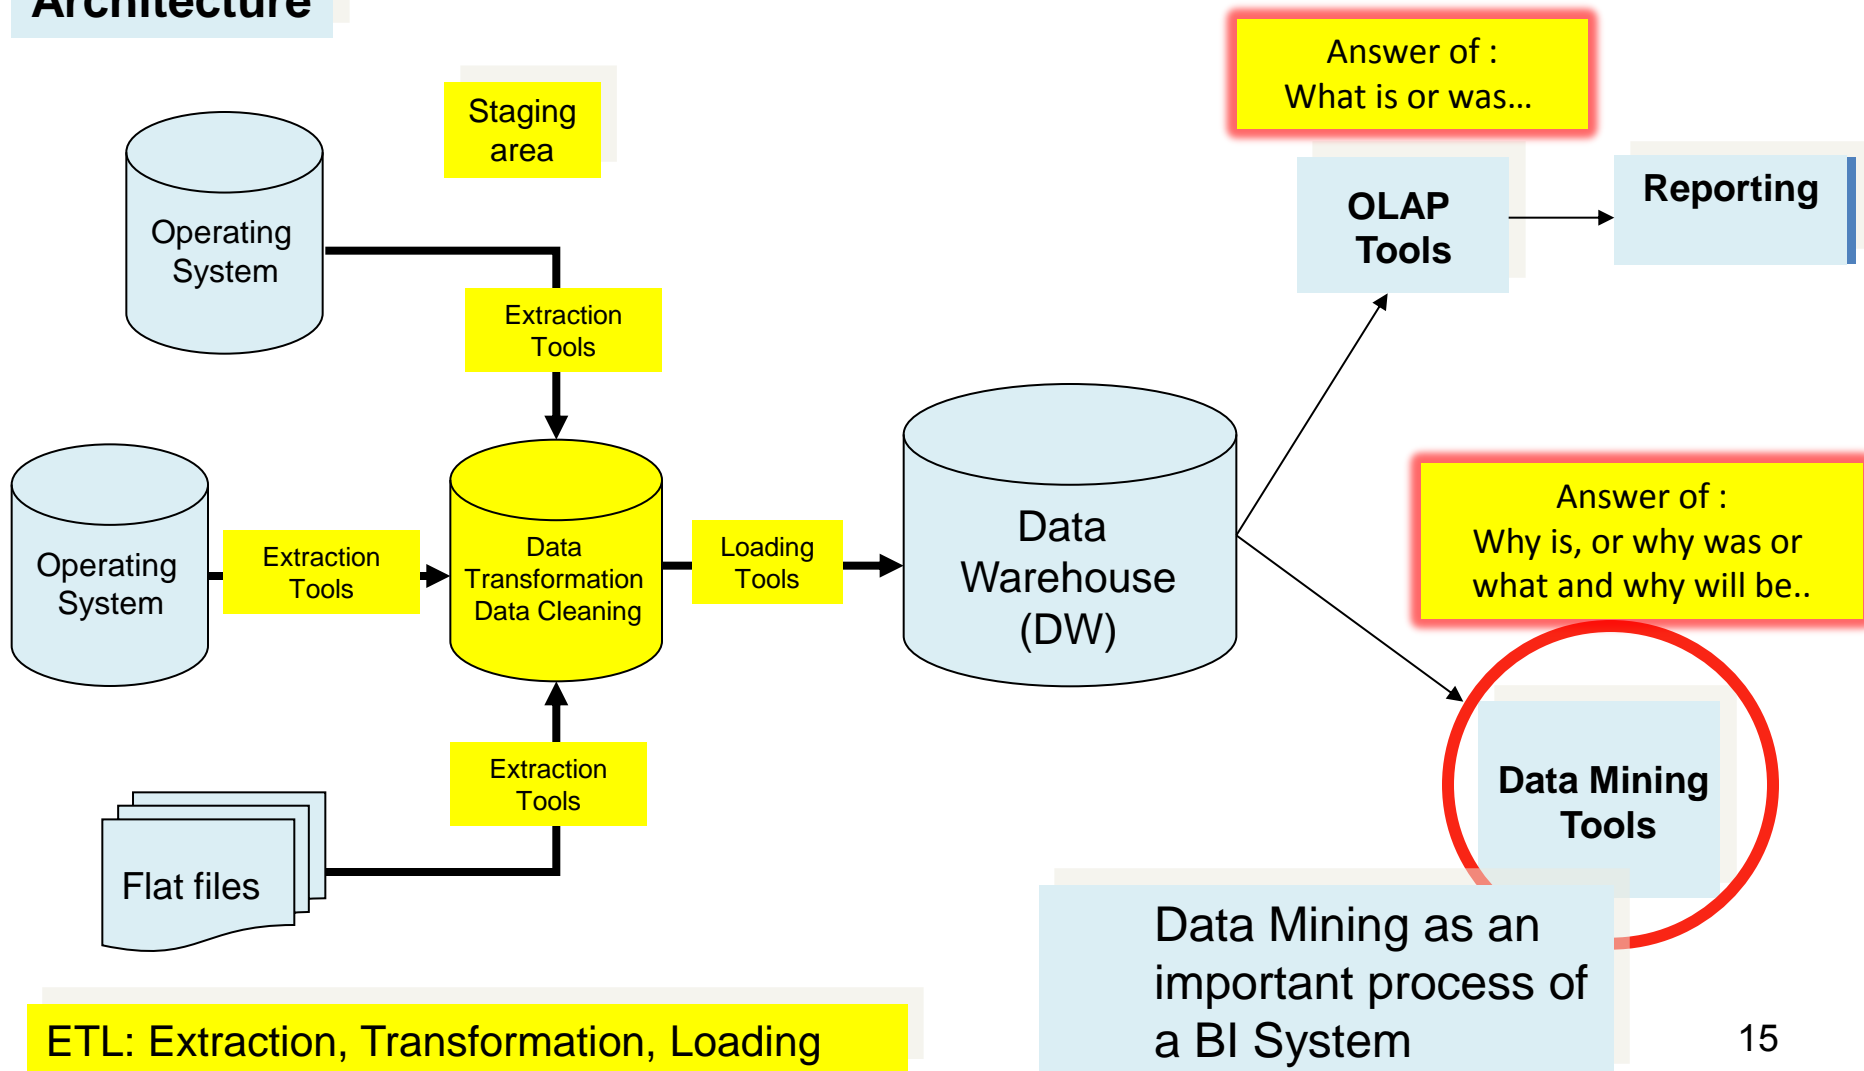 Architecture
Staging
area
Answer of :
What is or was...
Operating
System
OLAP
Tools
Reporting
Extraction
Tools
Operating
System
Extraction
Tools
Data
Transformation
Data Cleaning
Loading
Tools
Data
Warehouse
(DW)
Answer of :
Why is, or why was or
what and why will be..
Extraction
Tools
Flat files
Data Mining
Tools
Data Mining as an
important process of
a BI System
ETL: Extraction, Transformation, Loading
15